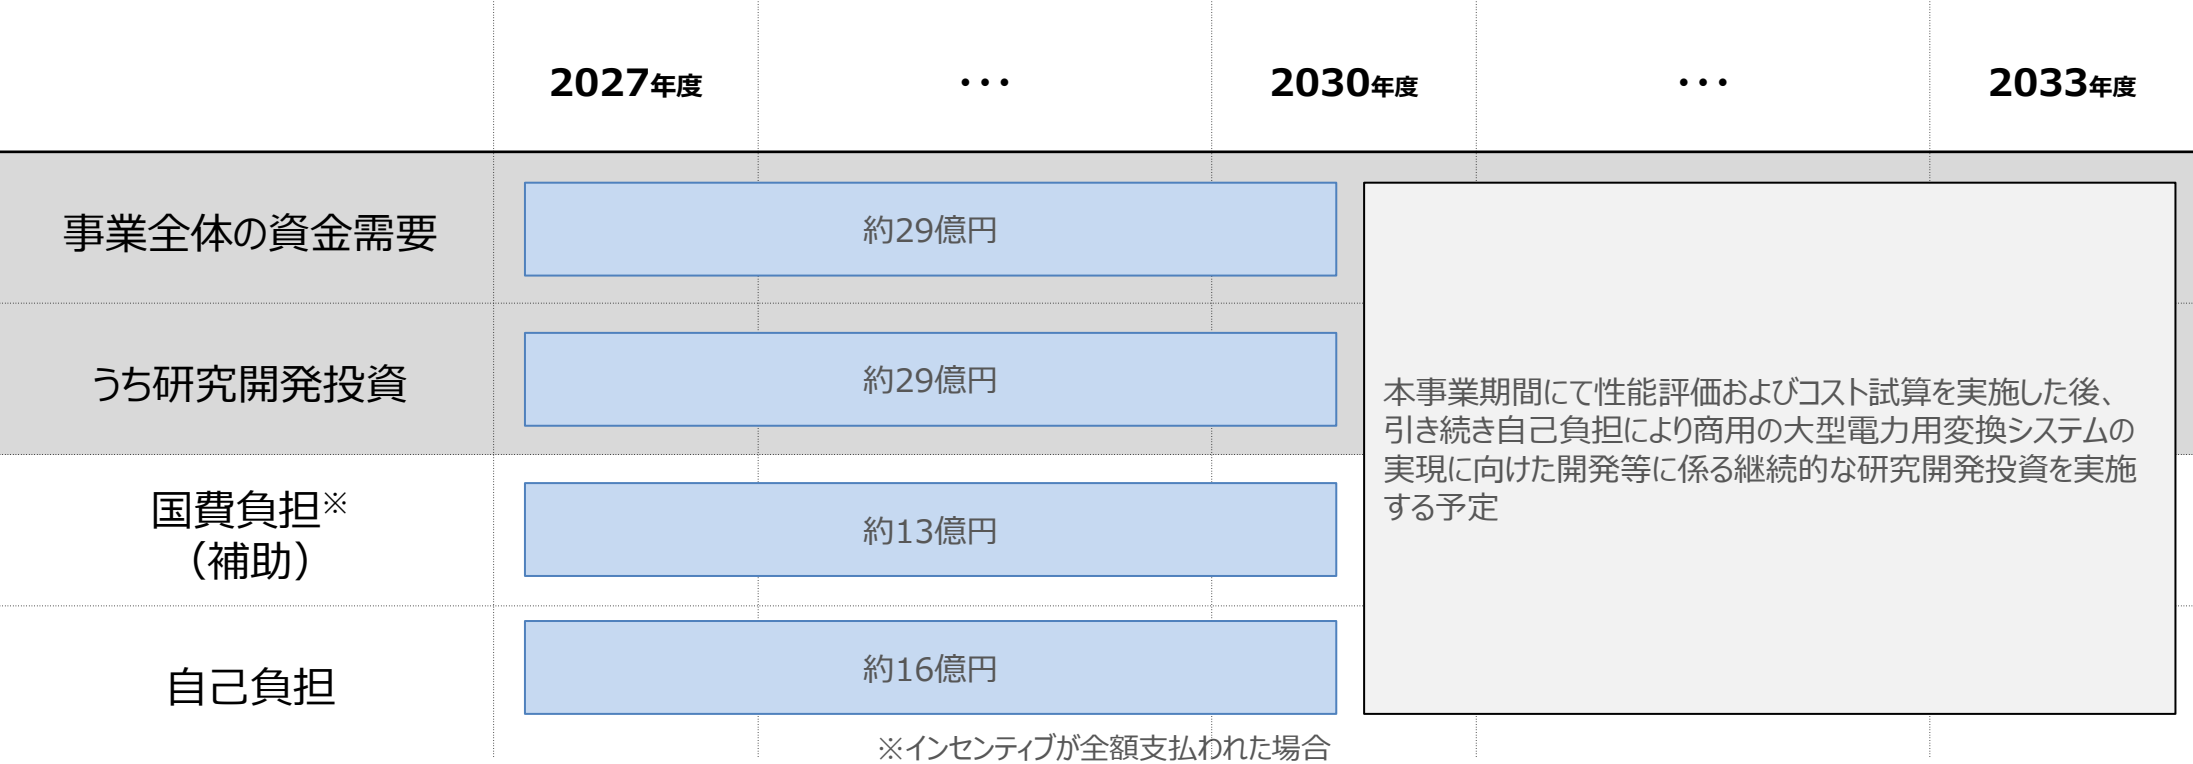 2027年度 ・・・ 2030年度 ・・・ 2033年度
事業全体の資金需要
約29億円
うち研究開発投資
約29億円
国費負担※
（補助）
約13億円
自己負担
約16億円
本事業期間にて性能評価およびコスト試算を実施した後、
引き続き自己負担により商用の大型電力用変換システムの
実現に向けた開発等に係る継続的な研究開発投資を実施
する予定
※インセンティブが全額支払われた場合